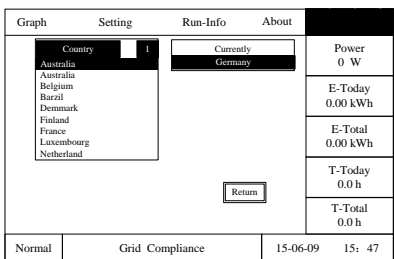 Graph Setting Run-Info About
Country 1
Australia
Australia
Belgium
Barzil
Demmark
Finland
France
Luxembourg
Netherland
Currently
Germany
Return
Power
0 W
E-Today
0.00 kWh
E-Total
0.00 kWh
T-Today
0.0 h
T-Total
0.0 h
Normal Grid Compliance 15-06-09 15：47